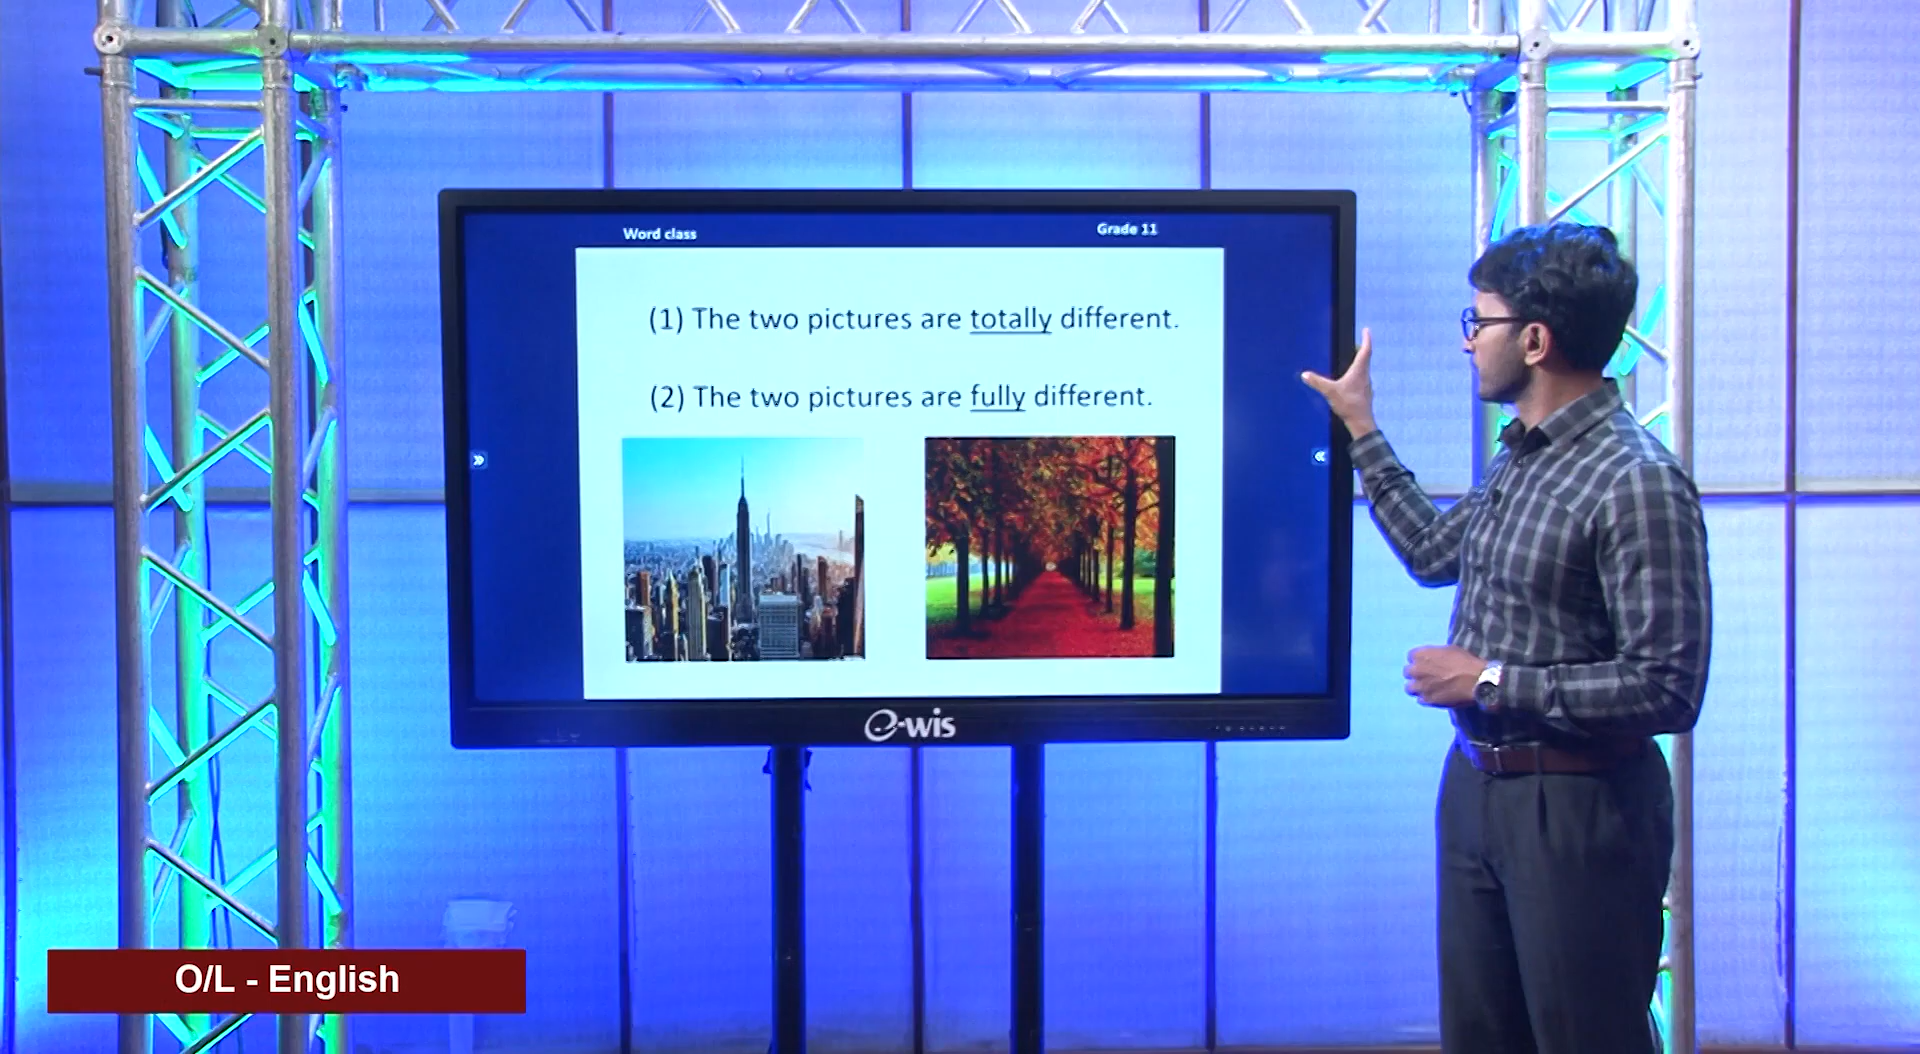 Word class
Grade 11
(1) The two pictures are totally different.
(2) The two pictures are fully different.
e-wis
O/L - English